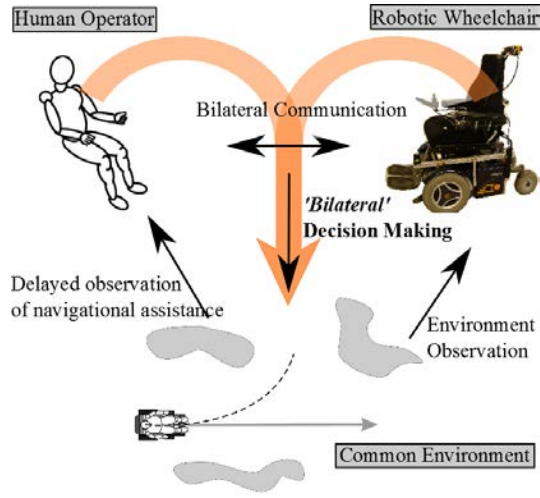 Human Operator
Robotic Wheelchair
Bilateral Communication
'Bilateral'
Decision Making
Delayed observation
of navigational assistance
Environment
Observation
Common Environment